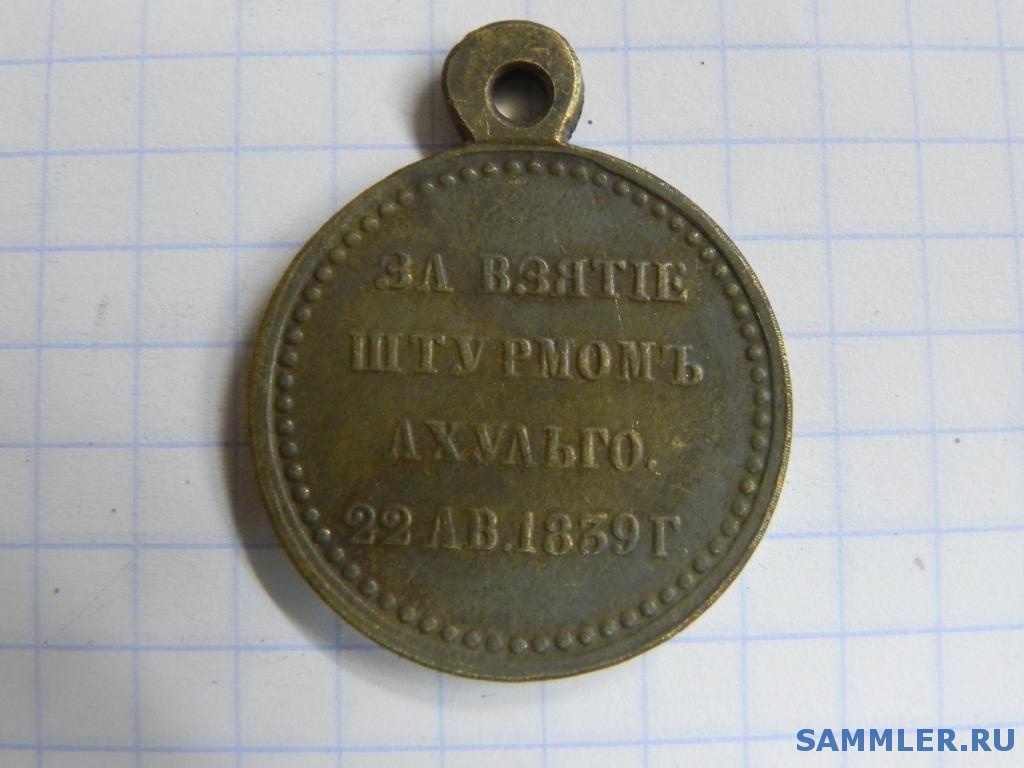 ЗА ВЗЯТІЕ
ШТУРМОМЪ
АХУЛЬГО.
22 АВ. 1839 Г
SAMMLER.RU